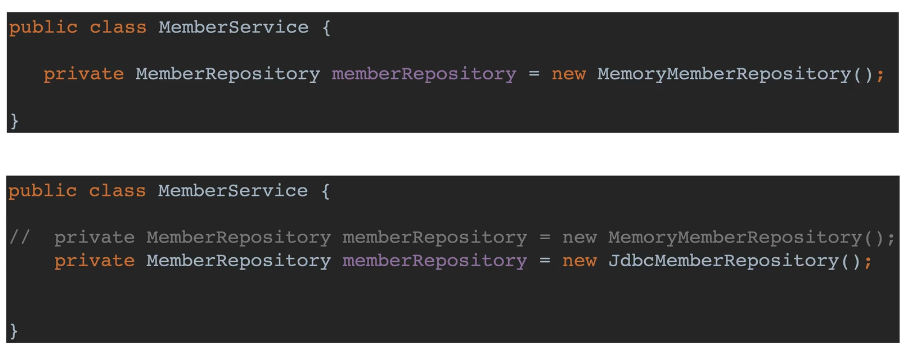 public class MemberService {
private MemberRepository memberRepository = new MemoryMemberRepository();
}
public class MemberService {
//  private MemberRepository memberRepository = new MemoryMemberRepository();
private MemberRepository memberRepository = new JdbcMemberRepository();
}